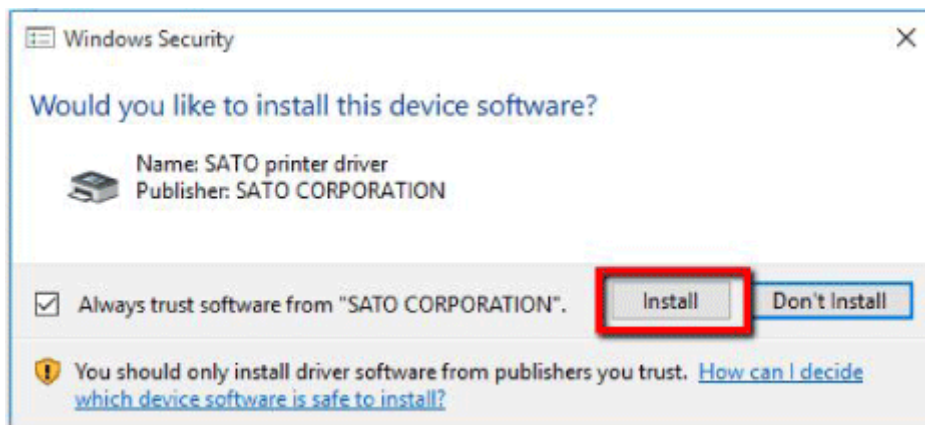 Windows Security
Would you like to install this device software?
Name: SATO printer driver
Publisher: SATO CORPORATION
Always trust software from "SATO CORPORATION".
Install
Don't Install
You should only install driver software from publishers you trust. How can I decide
which device software is safe to install?